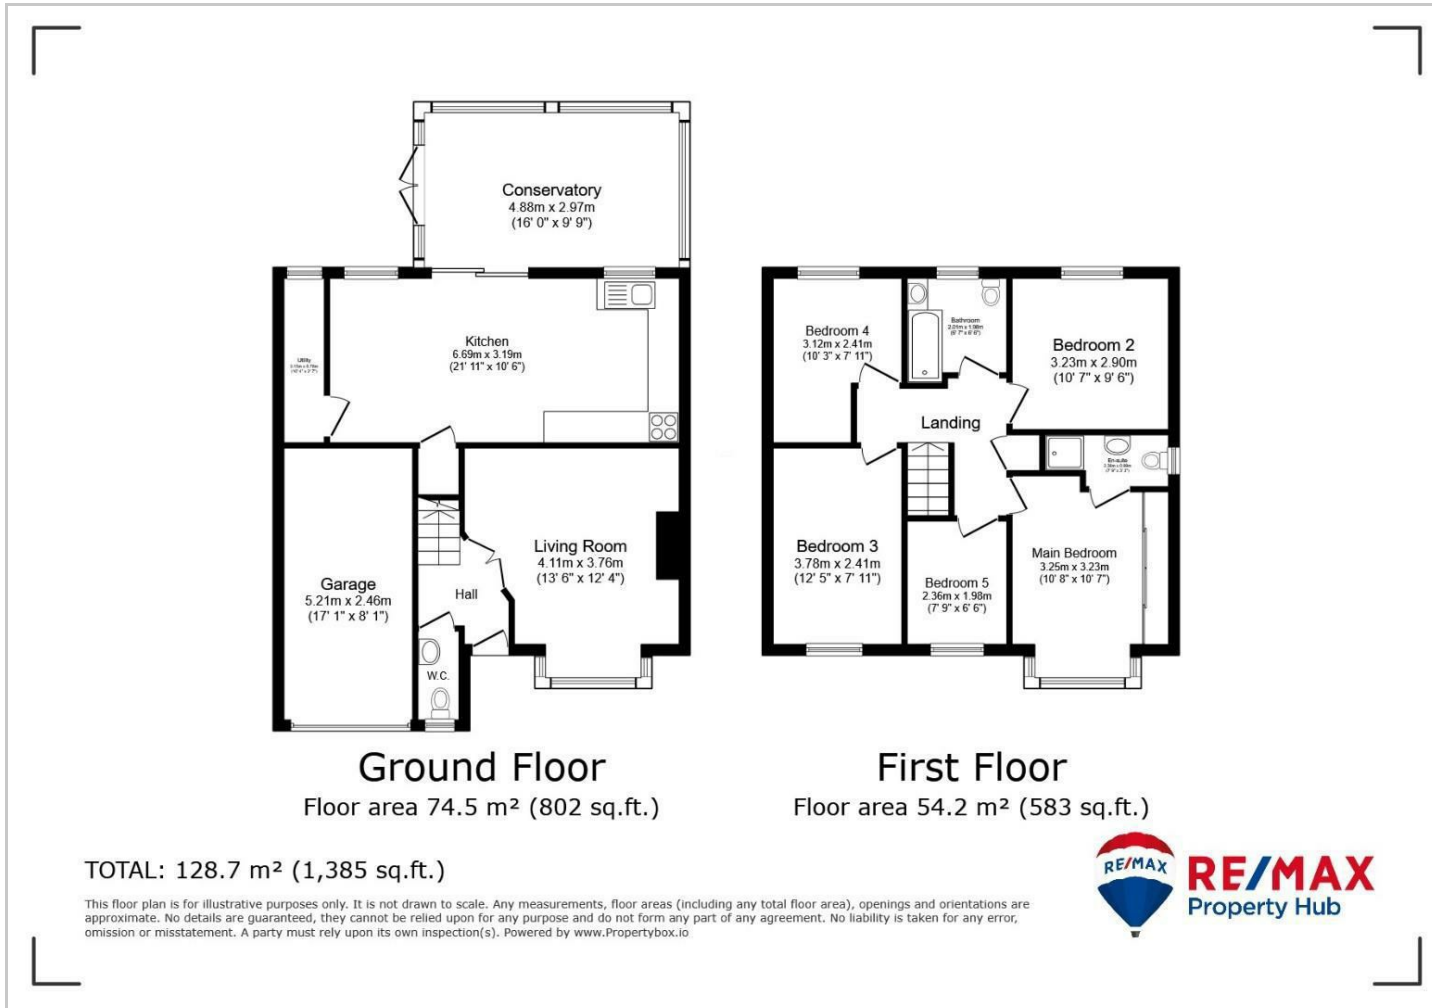 Conservatory
4.88m x 2.97m
(16' 0" x 9' 9")
Kitchen
6.69m x 3.19m
(21' 11" x 10' 6")
Utility
Living Room
4.11m x 3.76m
(13' 6" x 12' 4")
Garage
5.21m x 2.46m
(17' 1" x 8' 1")
Hall
W.C.
Ground Floor
Floor area 74.5 m² (802 sq.ft.)
Bedroom 4
3.12m x 2.41m
(10' 3" x 7' 11")
Bathroom
2.01m x 1.98m
(6' 7" x 6' 6")
Bedroom 2
3.23m x 2.90m
(10' 7" x 9' 6")
Landing
En-suite
Bedroom 3
3.78m x 2.41m
(12' 5" x 7' 11")
Bedroom 5
2.36m x 1.98m
(7' 9" x 6' 6")
Main Bedroom
3.25m x 3.23m
(10' 8" x 10' 7")
First Floor
Floor area 54.2 m² (583 sq.ft.)
TOTAL: 128.7 m² (1,385 sq.ft.)
This floor plan is for illustrative purposes only. It is not drawn to scale. Any measurements, floor areas (including any total floor area), openings and orientations are
approximate. No details are guaranteed, they cannot be relied upon for any purpose and do not form any part of any agreement. No liability is taken for any error,
omission or misstatement. A party must rely upon its own inspection(s). Powered by www.Propertybox.io
RE/MAX
RE/MAX
Property Hub